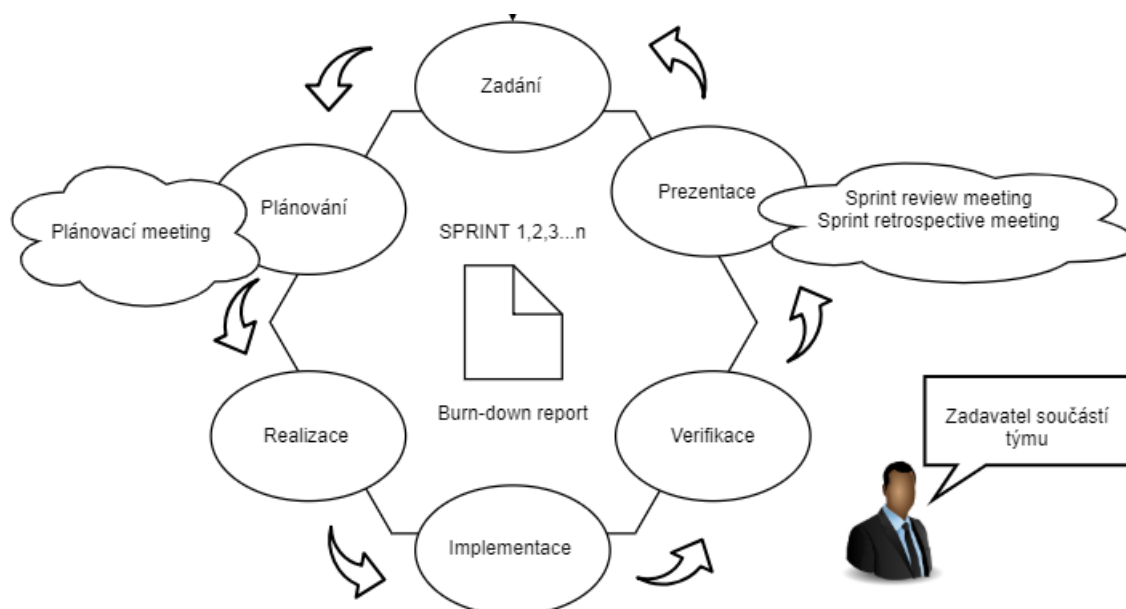 Zadání
Plánování
Prezentace
Plánovací meeting
Sprint review meeting
Sprint retrospective meeting
SPRINT 1,2,3...n
Burn-down report
Realizace
Verifikace
Zadavatel součástí
týmu
Implementace